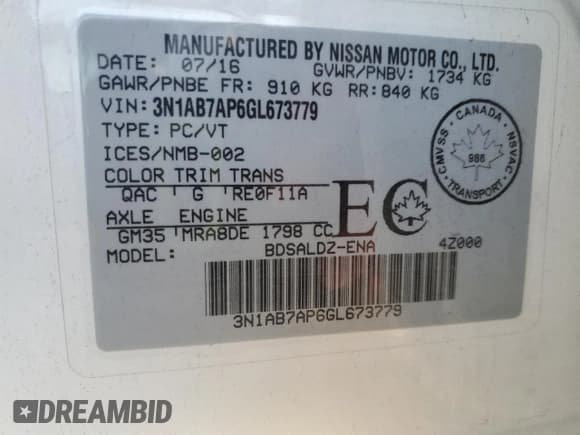 MANUFACTURED BY NISSAN MOTOR CO., LTD.
DATE: 07/16 GVWR/PNBV: 1734 KG
GAWR/PNBE FR: 910 KG RR: 840 KG
VIN: 3N1AB7AP6GL673779
TYPE: PC/VT
ICES/NMB-002
COLOR TRIM TRANS
QAC G RE0F11A
AXLE ENGINE
GM35 MRA8DE 1798 CC
MODEL: BDSALDZ-ENA 4Z000
3N1AB7AP6GL673779
EC
CANADA
CMVSS 986 NSVAC
TRANSPORT
DREAMBID